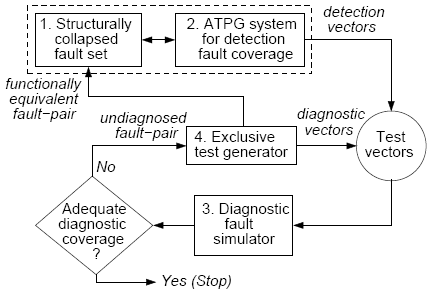 1. Structurally
collapsed
fault set
2. ATPG system
for detection
fault coverage
detection
vectors
functionally
equivalent
fault−pair
undiagnosed
fault−pair
4. Exclusive
test generator
diagnostic
vectors
Test
vectors
No
Adequate
diagnostic
coverage
?
3. Diagnostic
fault
simulator
Yes (Stop)